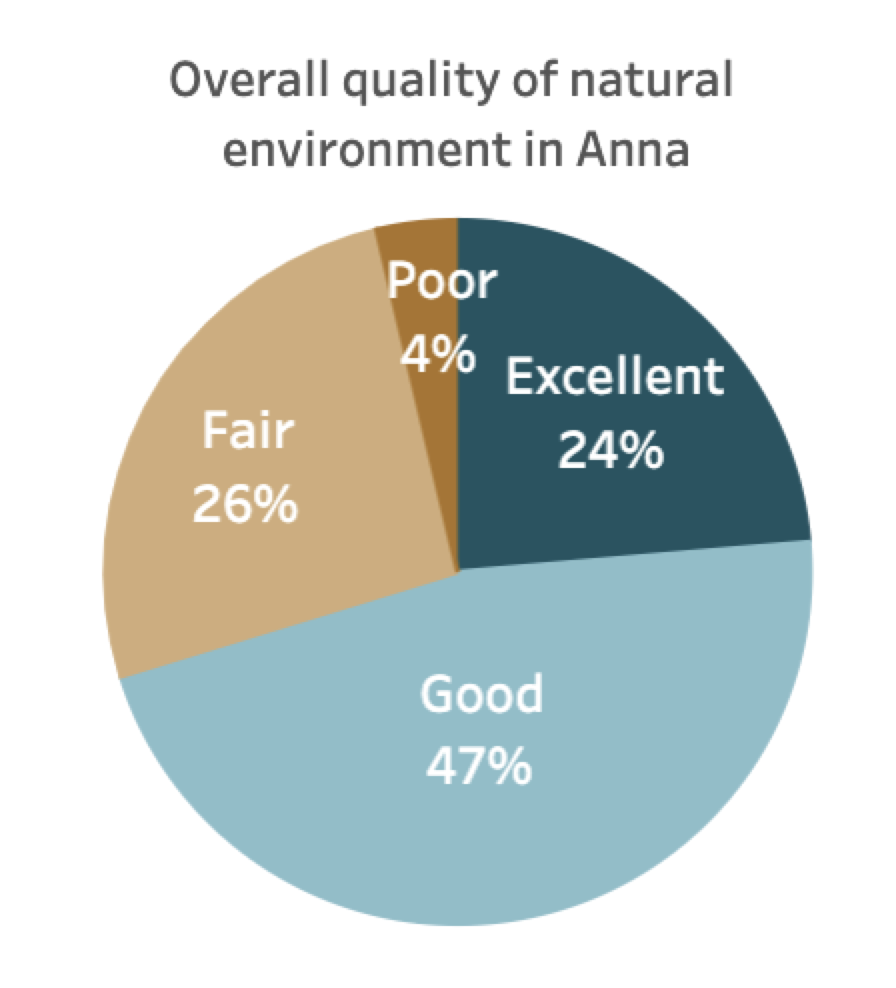 Overall quality of natural
environment in Anna
Poor
4%
Excellent
24%
Fair
26%
Good
47%